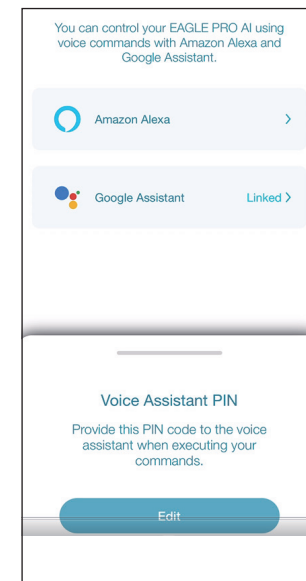 You can control your EAGLE PRO AI using
voice commands with Amazon Alexa and
Google Assistant.
Amazon Alexa
Google Assistant Linked
Voice Assistant PIN
Provide this PIN code to the voice
assistant when executing your
commands.
Edit